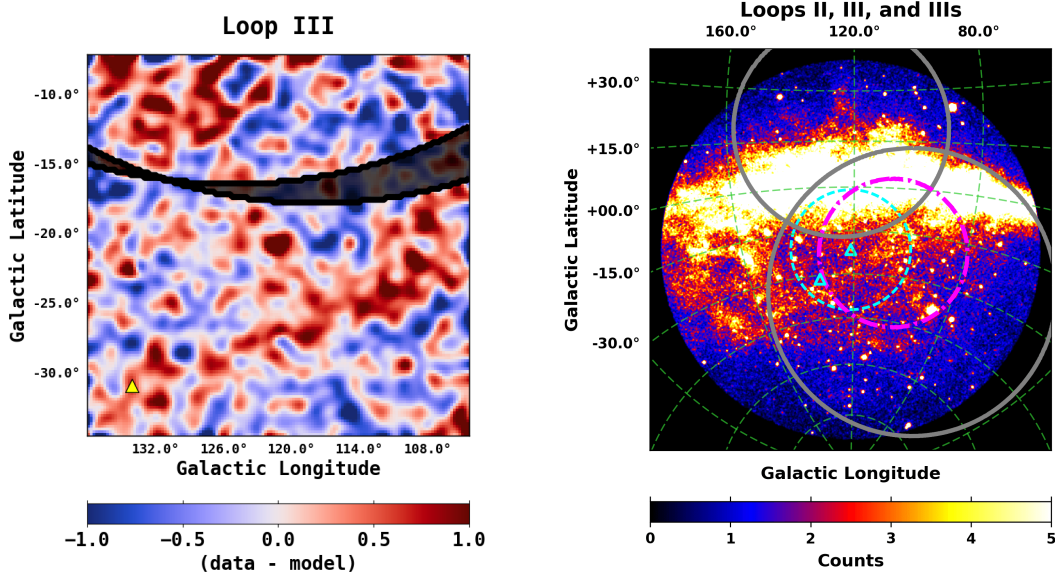 Loop III
-10.0°
-15.0°
-20.0°
-25.0°
-30.0°
Galactic Latitude
132.0° 126.0° 120.0° 114.0° 108.0°
Galactic Longitude
−1.0 −0.5 0.0 0.5 1.0
(data - model)
Loops II, III, and IIIs
160.0° 120.0° 80.0°
+30.0°
+15.0°
+00.0°
-15.0°
-30.0°
Galactic Latitude
Galactic Longitude
0 1 2 3 4 5
Counts